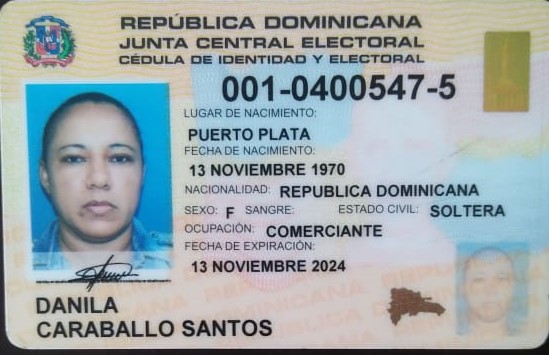 REPÚBLICA DOMINICANA
JUNTA CENTRAL ELECTORAL
CÉDULA DE IDENTIDAD Y ELECTORAL
001-0400547-5
LUGAR DE NACIMIENTO:
PUERTO PLATA
FECHA DE NACIMIENTO:
13 NOVIEMBRE 1970
NACIONALIDAD: REPUBLICA DOMINICANA
SEXO: F SANGRE: ESTADO CIVIL: SOLTERA
OCUPACIÓN: COMERCIANTE
FECHA DE EXPIRACIÓN:
13 NOVIEMBRE 2024
DANILA
CARABALLO SANTOS